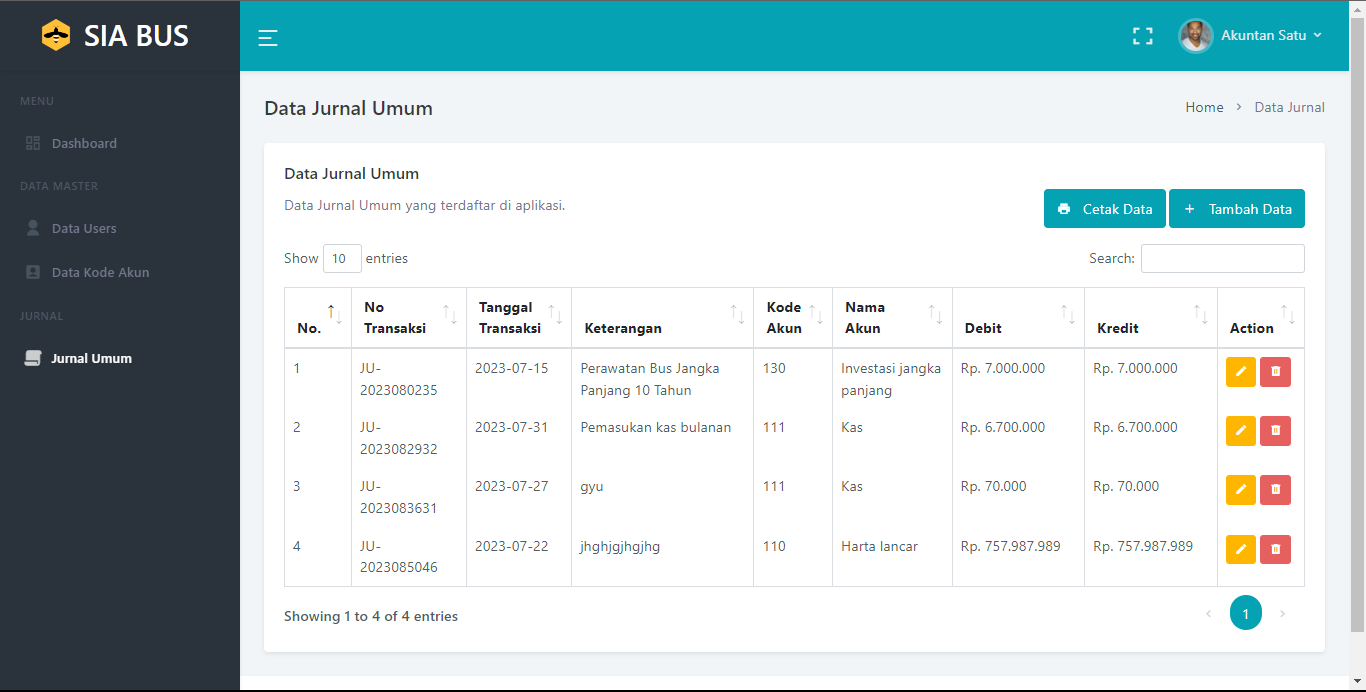 SIA BUS
Akuntan Satu
MENU
Dashboard
DATA MASTER
Data Users
Data Kode Akun
JURNAL
Jurnal Umum
Data Jurnal Umum
Home > Data Jurnal
Data Jurnal Umum
Data Jurnal Umum yang terdaftar di aplikasi.
Cetak Data
+ Tambah Data
Show 10 entries
Search:
No. No Transaksi Tanggal Transaksi Keterangan Kode Akun Nama Akun Debit Kredit Action
1 JU-2023080235 2023-07-15 Perawatan Bus Jangka Panjang 10 Tahun 130 Investasi jangka panjang Rp. 7.000.000 Rp. 7.000.000
2 JU-2023082932 2023-07-31 Pemasukan kas bulanan 111 Kas Rp. 6.700.000 Rp. 6.700.000
3 JU-2023083631 2023-07-27 gyu 111 Kas Rp. 70.000 Rp. 70.000
4 JU-2023085046 2023-07-22 jhghjgjhgjhg 110 Harta lancar Rp. 757.987.989 Rp. 757.987.989
Showing 1 to 4 of 4 entries
‹ 1 ›